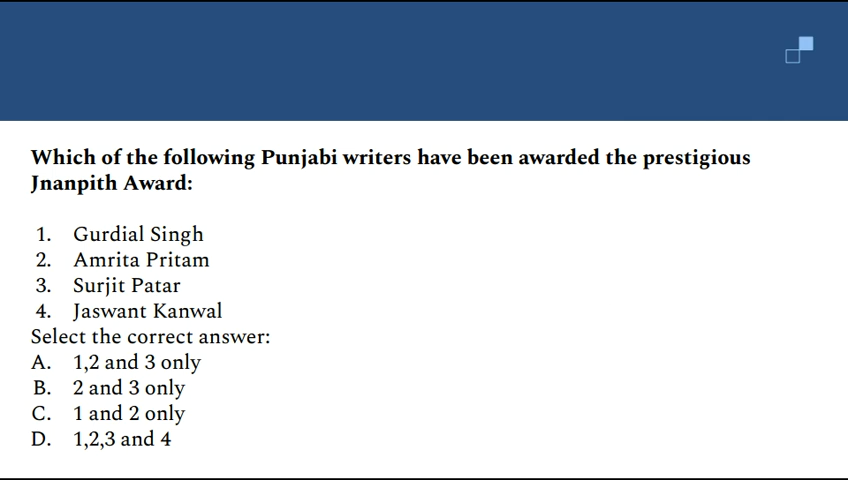 Which of the following Punjabi writers have been awarded the prestigious
Jnanpith Award:
1. Gurdial Singh
2. Amrita Pritam
3. Surjit Patar
4. Jaswant Kanwal
Select the correct answer:
A. 1,2 and 3 only
B. 2 and 3 only
C. 1 and 2 only
D. 1,2,3 and 4